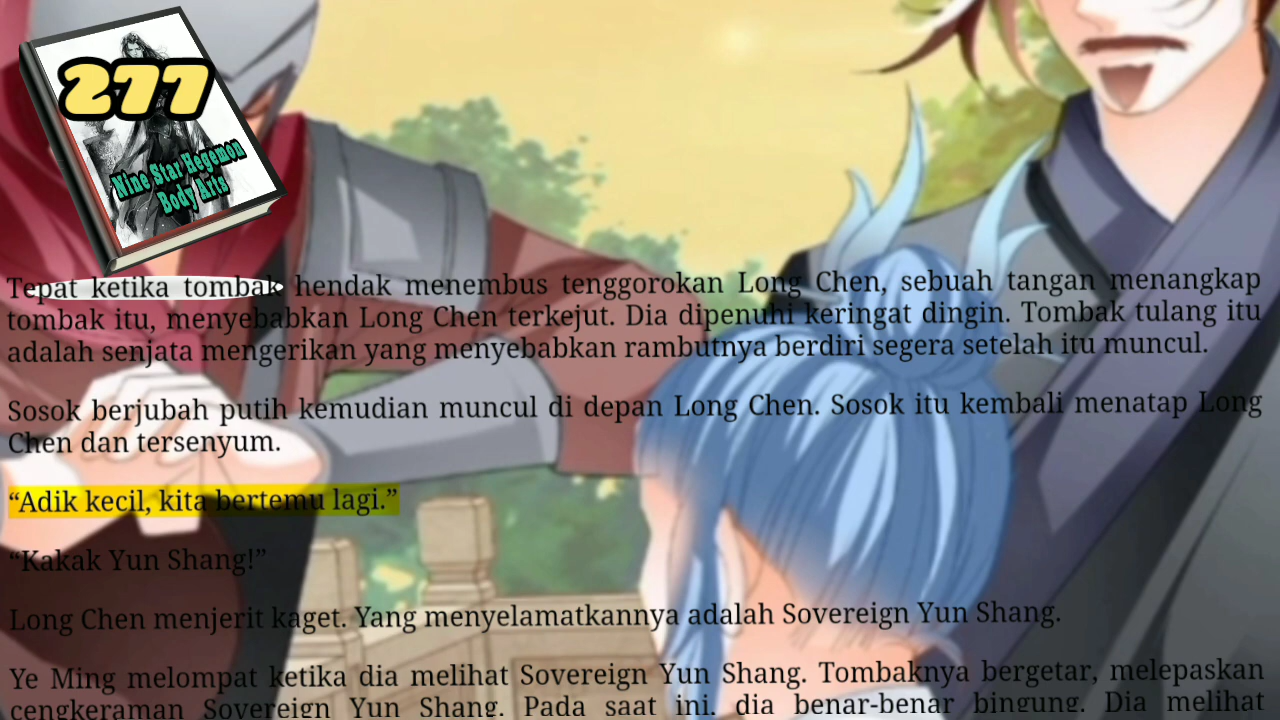 277
Nine Star Hegemon
Body Arts
Tepat ketika tombak hendak menembus tenggorokan Long Chen, sebuah tangan menangkap
tombak itu, menyebabkan Long Chen terkejut. Dia dipenuhi keringat dingin. Tombak tulang itu
adalah senjata mengerikan yang menyebabkan rambutnya berdiri segera setelah itu muncul.
Sosok berjubah putih kemudian muncul di depan Long Chen. Sosok itu kembali menatap Long
Chen dan tersenyum.
“Adik kecil, kita bertemu lagi.”
“Kakak Yun Shang!”
Long Chen menjerit kaget. Yang menyelamatkannya adalah Sovereign Yun Shang.
Ye Ming melompat ketika dia melihat Sovereign Yun Shang. Tombaknya bergetar, melepaskan
cengkeraman Sovereign Yun Shang. Pada saat ini, dia benar-benar bingung. Dia melihat